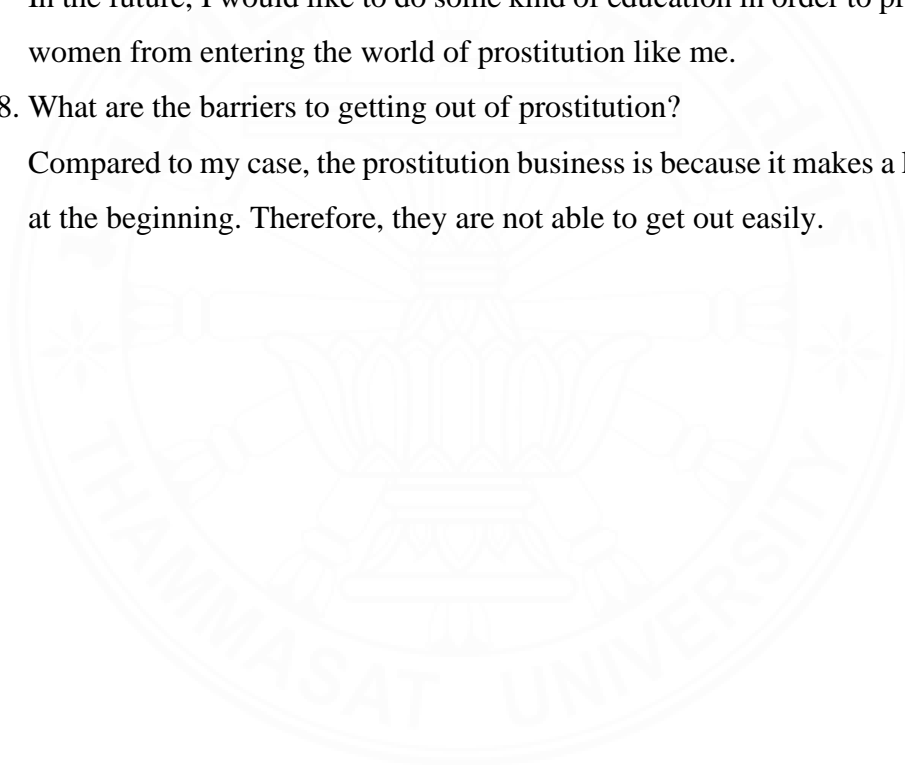 In the future, I would like to do some kind of education in order to
women from entering the world of prostitution like me.
8. What are the barriers to getting out of prostitution?
Compared to my case, the prostitution business is because it makes a
at the beginning. Therefore, they are not able to get out easily.
THAMMASAT UNIVERSITY